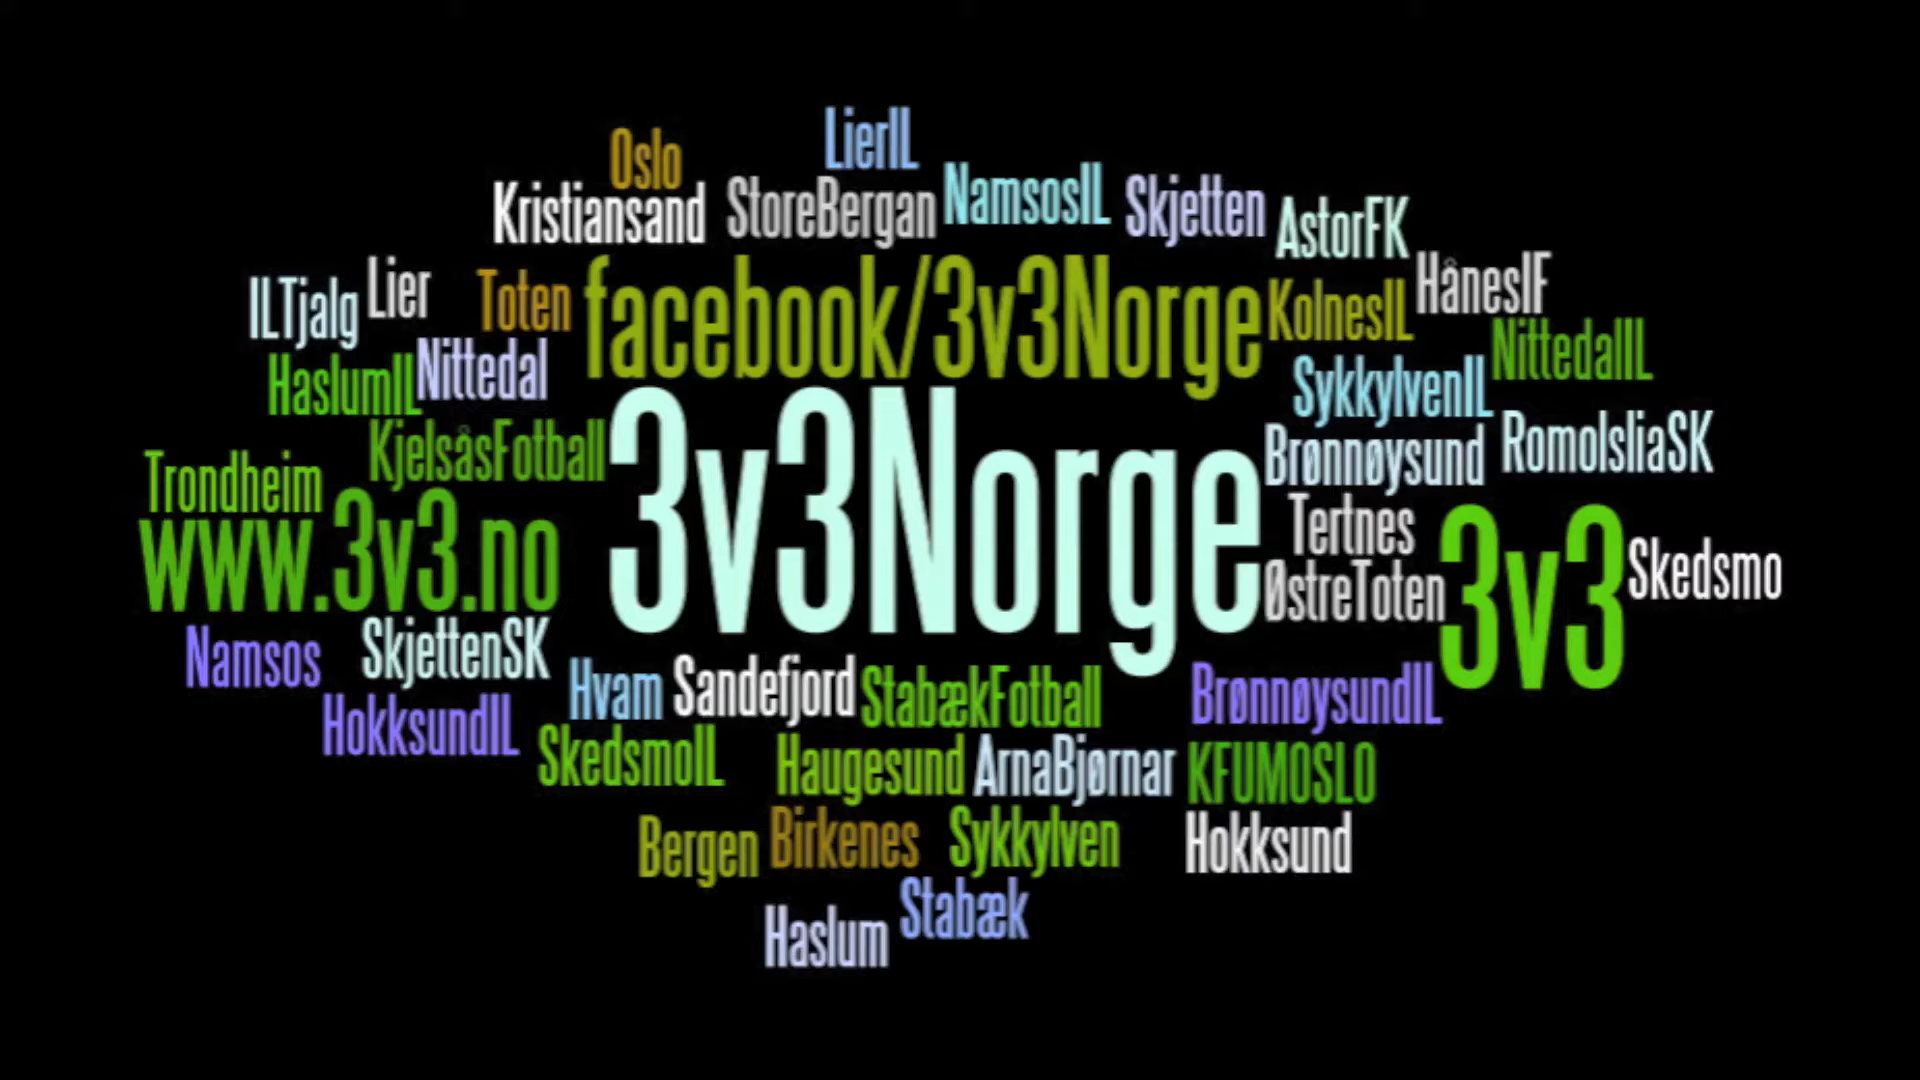 LierIL
Oslo
Kristiansand StoreBergan NamsosIL Skjetten AstorFK
ILTjalg Lier Toten facebook/3v3Norge KolnesIL HånesIF
HaslumIL Nittedal SykkylvenIL NittedalIL
KjelsåsFotball 3v3Norge Brønnøysund RomolsliaSK
Trondheim
www.3v3.no Tertnes 3v3 Skedsmo
ØstreToten
Namsos SkjettenSK
Hvam Sandefjord StabækFotball BrønnøysundIL
HokksundIL
SkedsmoIL Haugesund ArnaBjørnar KFUMOSLO
Bergen Birkenes Sykkylven Hokksund
Haslum Stabæk